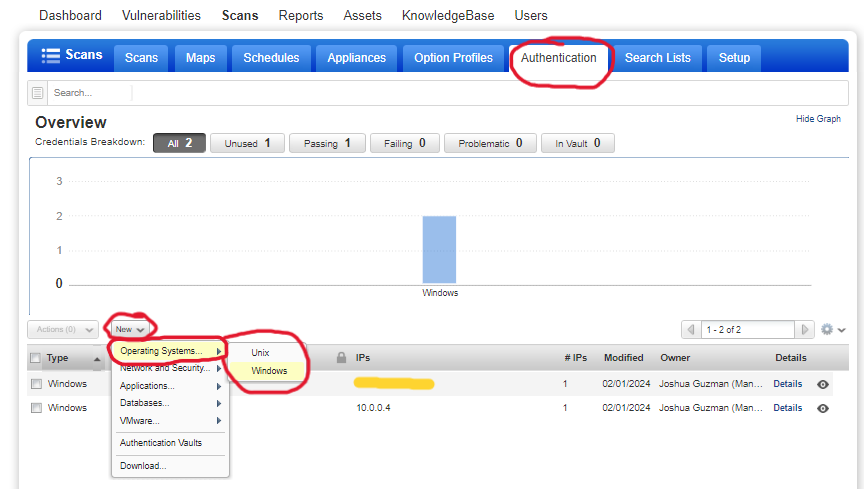 Dashboard Vulnerabilities Scans Reports Assets KnowledgeBase Users
Scans Scans Maps Schedules Appliances Option Profiles Authentication Search Lists Setup
Search...
Overview
Hide Graph
Credentials Breakdown: All 2 Unused 1 Passing 1 Failing 0 Problematic 0 In Vault 0
3
2
1
0
Windows
Actions (0) New 1 - 2 of 2
Operating Systems...
Network and Security...
Applications...
Databases...
VMware...
Authentication Vaults
Download...
Unix
Windows
Type IPs # IPs Modified Owner Details
Windows 1 02/01/2024 Joshua Guzman (Man... Details
Windows 10.0.0.4 1 02/01/2024 Joshua Guzman (Man... Details